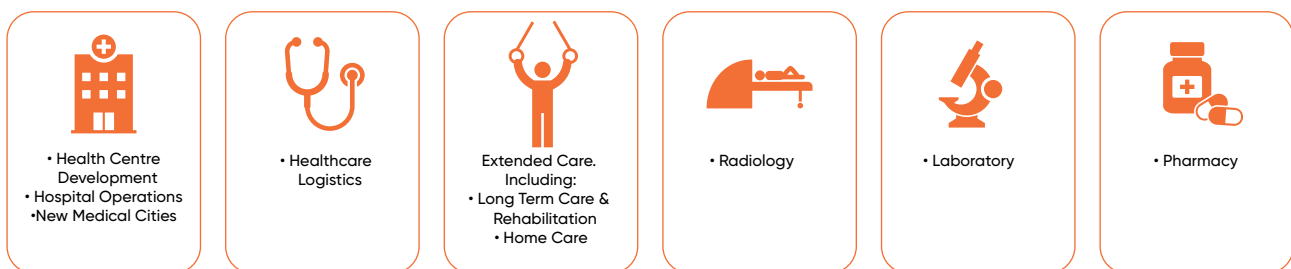 • Health Centre
Development
• Hospital Operations
•New Medical Cities
• Healthcare
Logistics
Extended Care.
Including:
• Long Term Care &
Rehabilitation
• Home Care
• Radiology
• Laboratory
• Pharmacy